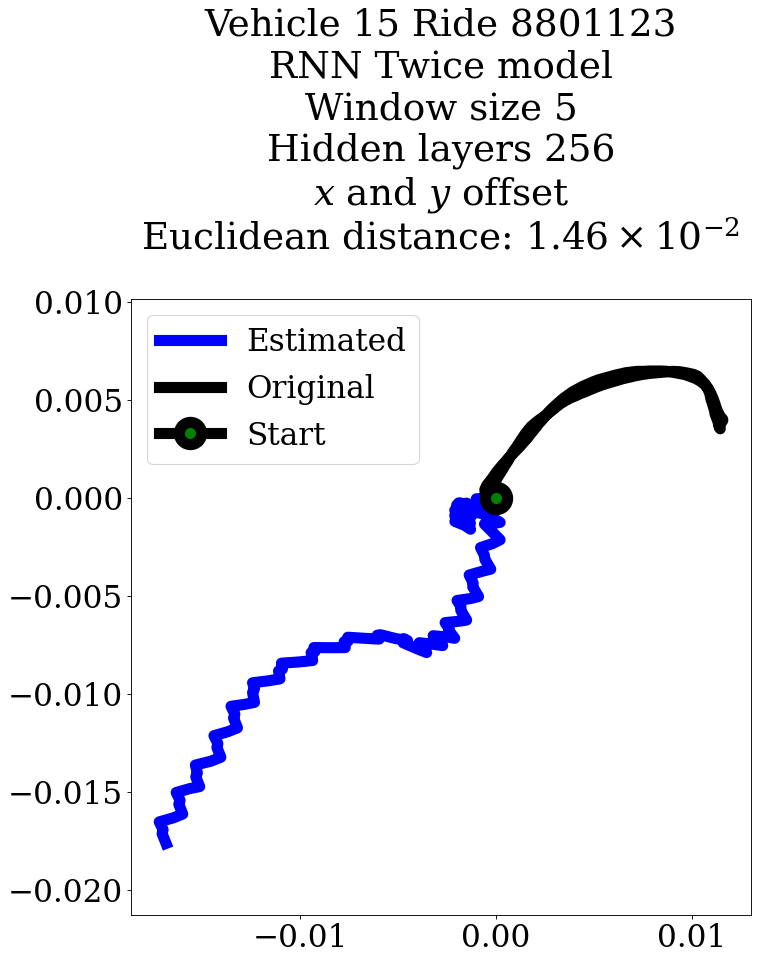 Vehicle 15 Ride 8801123
RNN Twice model
Window size 5
Hidden layers 256
x and y offset
Euclidean distance: 1.46 × 10⁻²
0.010
0.005
0.000
−0.005
−0.010
−0.015
−0.020
Estimated
Original
Start
−0.01
0.00
0.01